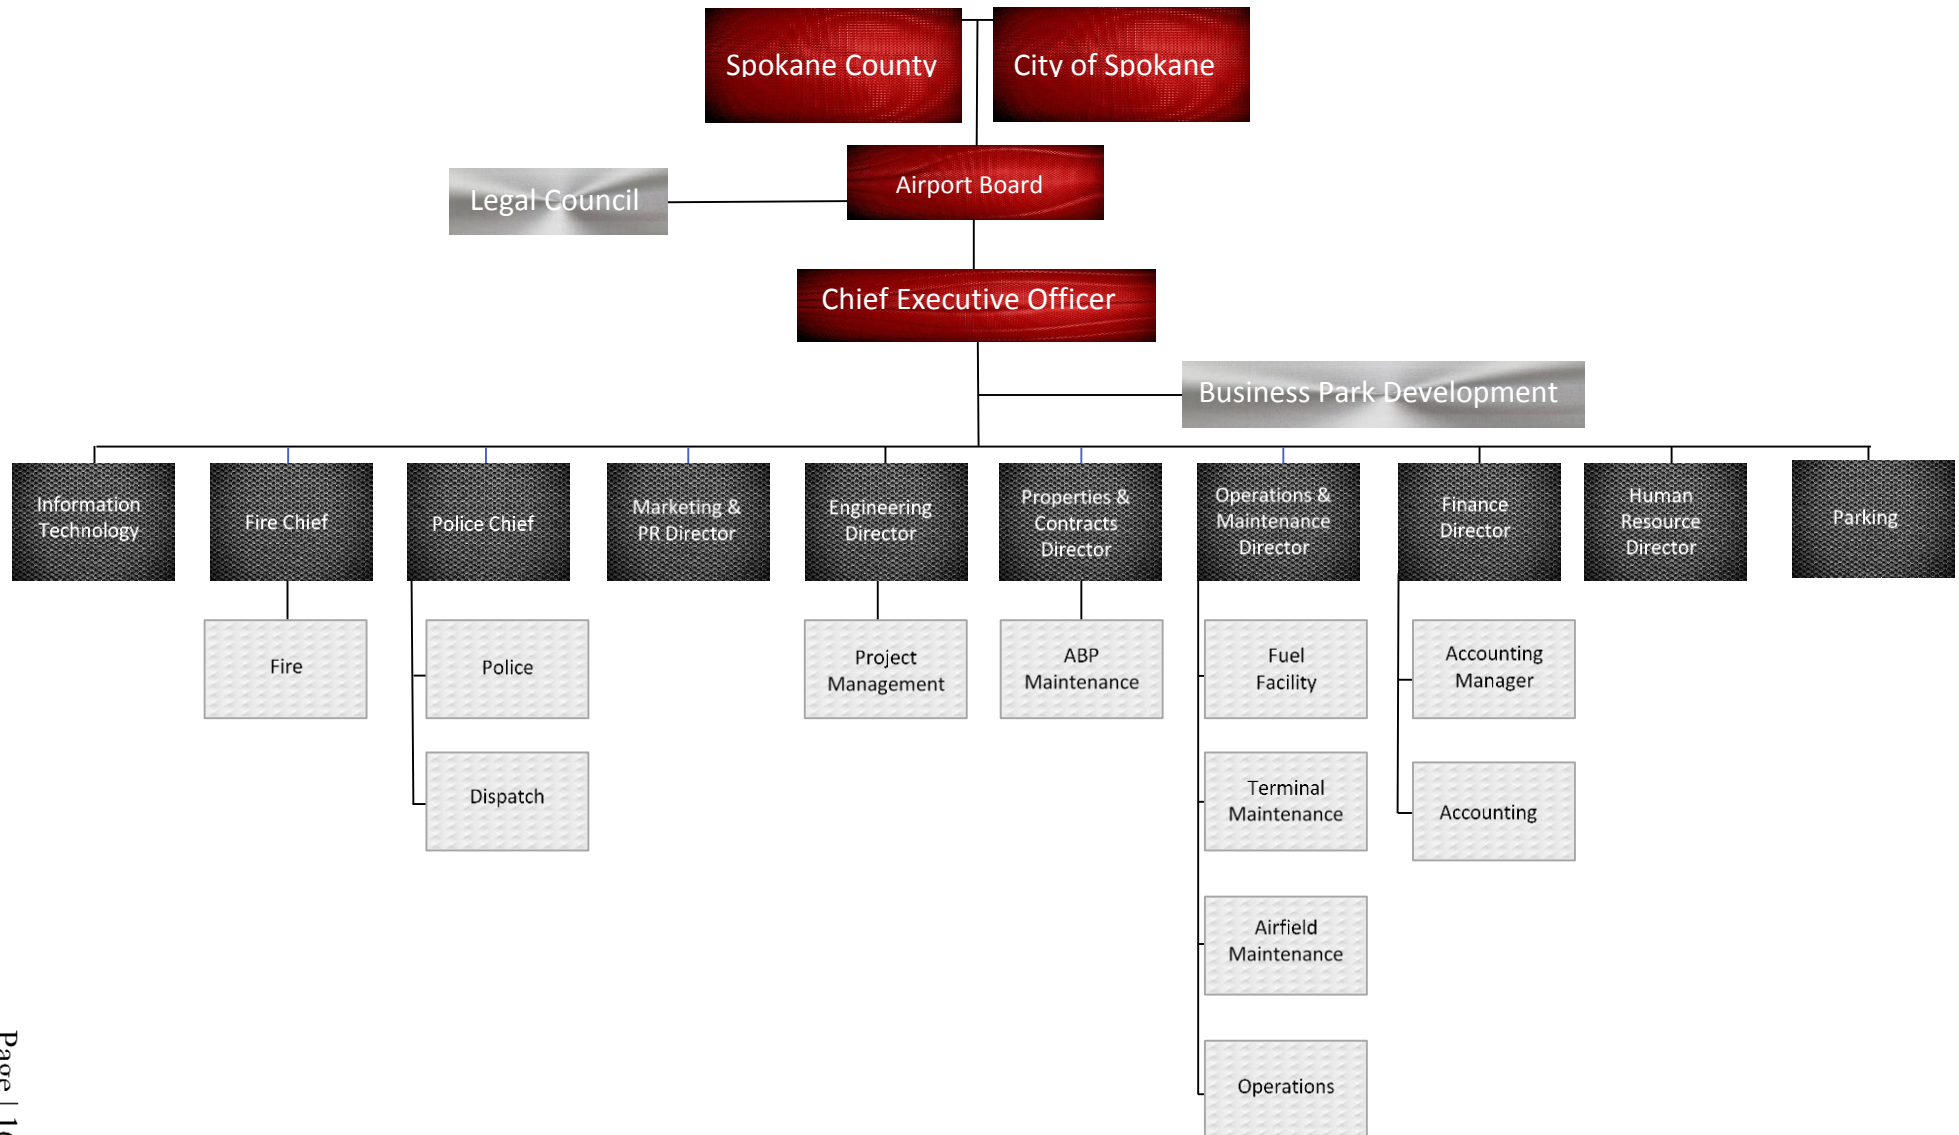 Spokane County
City of Spokane
Airport Board
Legal Council
Chief Executive Officer
Business Park Development
Information
Technology
Fire Chief
Police Chief
Marketing &
PR Director
Engineering
Director
Properties &
Contracts
Director
Operations &
Maintenance
Director
Finance
Director
Human
Resource
Director
Parking
Fire
Police
Project
Management
ABP
Maintenance
Fuel
Facility
Accounting
Manager
Dispatch
Terminal
Maintenance
Accounting
Airfield
Maintenance
Operations
Page |